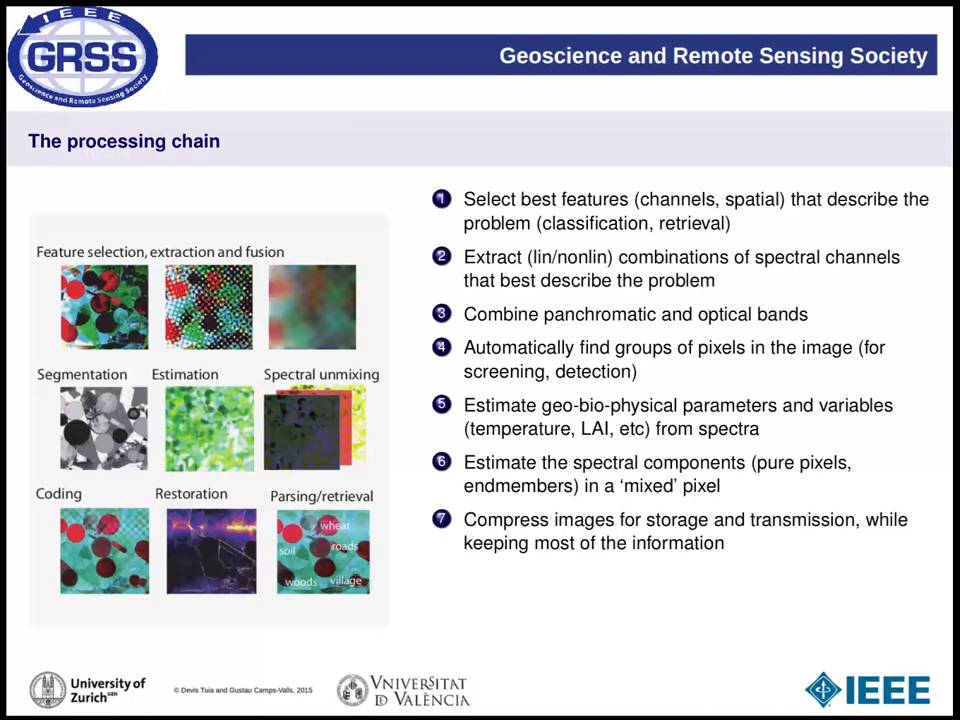 IEEE
GRSS
Geoscience and Remote Sensing Society
Geoscience and Remote Sensing Society
The processing chain
Feature selection, extraction and fusion
Segmentation
Estimation
Spectral unmixing
Coding
Restoration
Parsing/retrieval
wheat
soil
roads
woods
village
1 Select best features (channels, spatial) that describe the
problem (classification, retrieval)
2 Extract (lin/nonlin) combinations of spectral channels
that best describe the problem
3 Combine panchromatic and optical bands
4 Automatically find groups of pixels in the image (for
screening, detection)
5 Estimate geo-bio-physical parameters and variables
(temperature, LAI, etc) from spectra
6 Estimate the spectral components (pure pixels,
endmembers) in a ‘mixed’ pixel
7 Compress images for storage and transmission, while
keeping most of the information
University of
Zurich UZH
© Devis Tuia and Gustau Camps-Valls, 2015
VNIVERSITAT
DE VALÈNCIA
IEEE